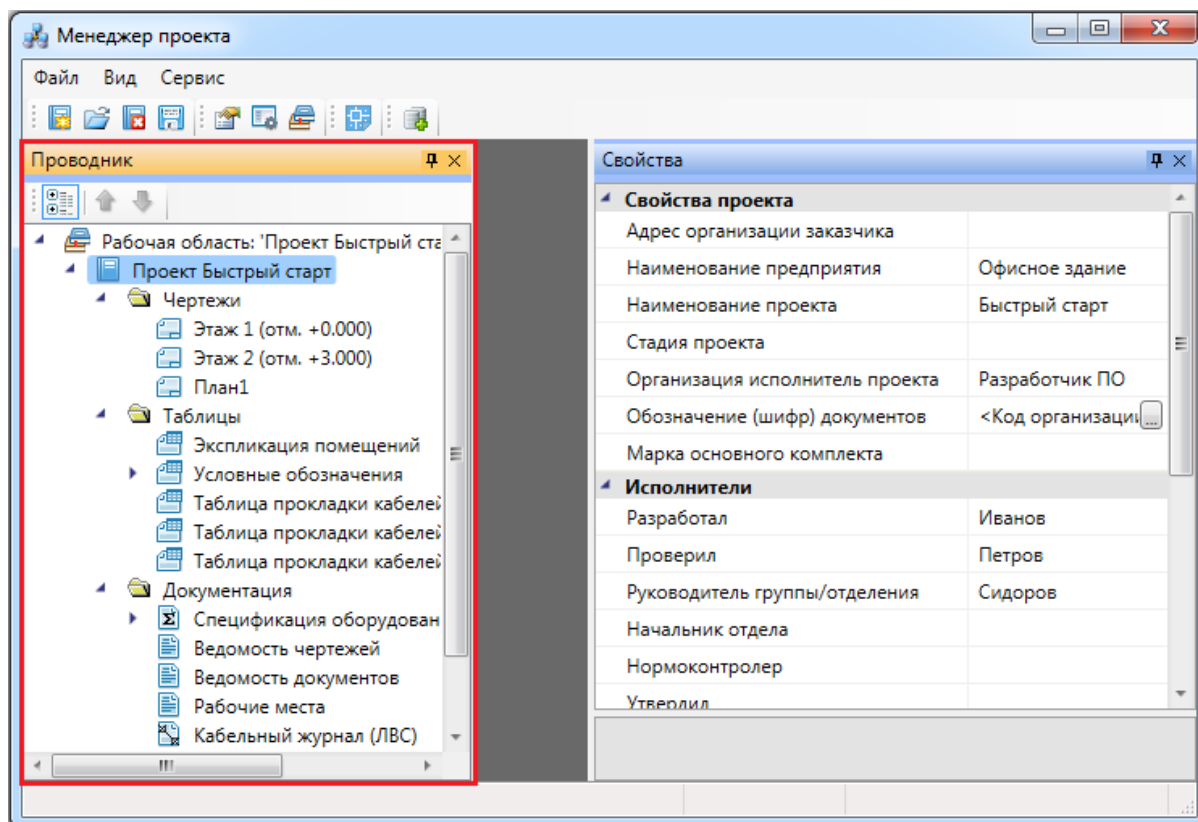 Менеджер проекта
Файл Вид Сервис
Проводник
Рабочая область: 'Проект Быстрый ста
Проект Быстрый старт
Чертежи
Этаж 1 (отм. +0.000)
Этаж 2 (отм. +3.000)
План1
Таблицы
Экспликация помещений
Условные обозначения
Таблица прокладки кабелей
Таблица прокладки кабелей
Таблица прокладки кабелей
Документация
Спецификация оборудован
Ведомость чертежей
Ведомость документов
Рабочие места
Кабельный журнал (ЛВС)
Свойства
Свойства проекта
Адрес организации заказчика
Наименование предприятия Офисное здание
Наименование проекта Быстрый старт
Стадия проекта
Организация исполнитель проекта Разработчик ПО
Обозначение (шифр) документов <Код организации ...
Марка основного комплекта
Исполнители
Разработал Иванов
Проверил Петров
Руководитель группы/отделения Сидоров
Начальник отдела
Нормоконтролер
Утвердил